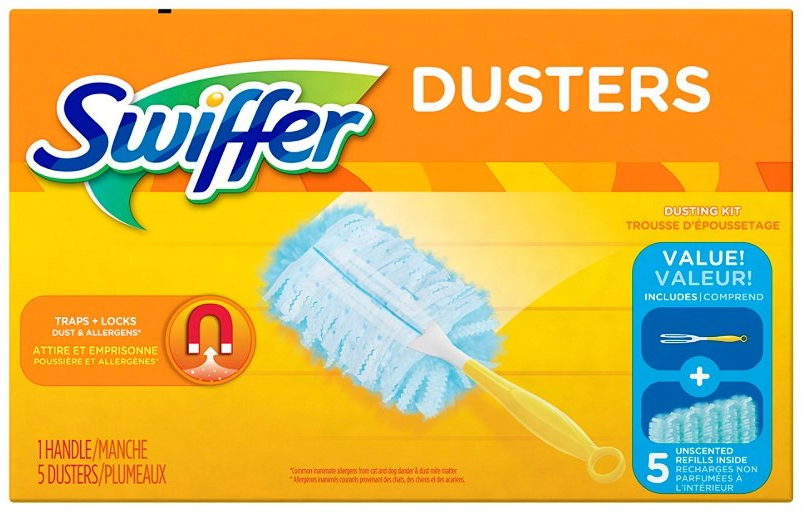 Swiffer
DUSTERS
DUSTING KIT
TROUSSE D'ÉPOUSSETAGE
VALUE!
VALEUR!
INCLUDES | COMPREND
+
5
UNSCENTED
REFILLS INSIDE
RECHARGES NON
PARFUMÉES À
L'INTÉRIEUR
TRAPS + LOCKS
DUST & ALLERGENS*
ATTIRE ET EMPRISONNE
POUSSIÈRE ET ALLERGÈNES*
1 HANDLE/MANCHE
5 DUSTERS/PLUMEAUX
*Common inanimate allergens from cat and dog dander & dust mite matter
* Allergènes inanimés courants provenant des chats, des chiens et des acariens.